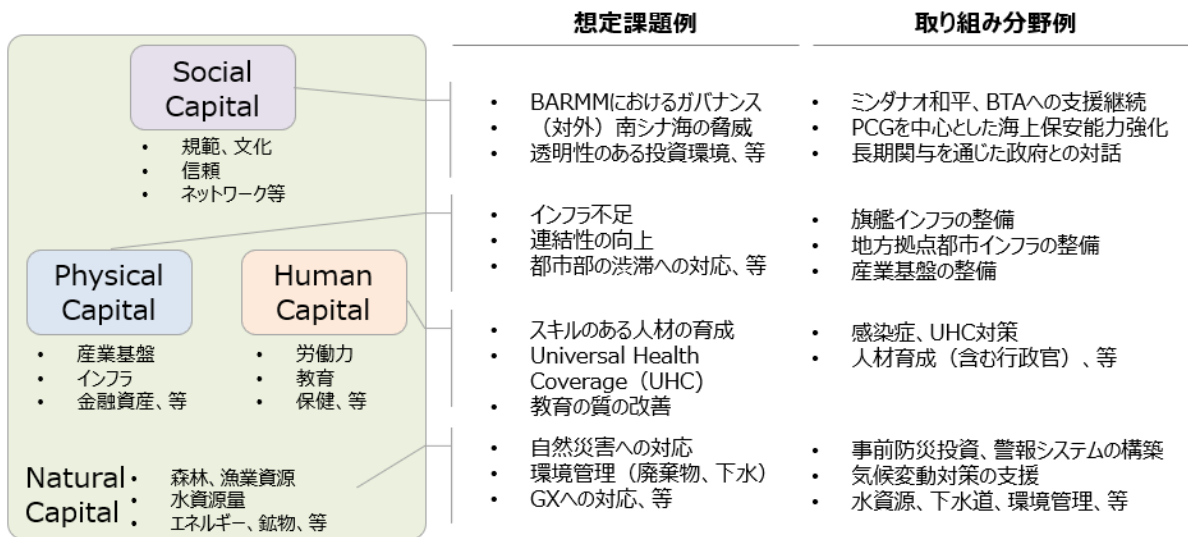 想定課題例
取り組み分野例
Social
Capital
• 規範、文化
• 信頼
• ネットワーク等
• BARMMにおけるガバナンス
• （対外）南シナ海の脅威
• 透明性のある投資環境、等
• ミンダナオ和平、BTAへの支援継続
• PCGを中心とした海上保安能力強化
• 長期関与を通じた政府との対話
Physical
Capital
• 産業基盤
• インフラ
• 金融資産、等
• インフラ不足
• 連結性の向上
• 都市部の渋滞への対応、等
• 旗艦インフラの整備
• 地方拠点都市インフラの整備
• 産業基盤の整備
Human
Capital
• 労働力
• 教育
• 保健、等
• スキルのある人材の育成
• Universal Health
Coverage（UHC）
• 教育の質の改善
• 感染症、UHC対策
• 人材育成（含む行政官）、等
Natural
Capital
• 森林、漁業資源
• 水資源量
• エネルギー、鉱物、等
• 自然災害への対応
• 環境管理（廃棄物、下水）
• GXへの対応、等
• 事前防災投資、警報システムの構築
• 気候変動対策の支援
• 水資源、下水道、環境管理、等